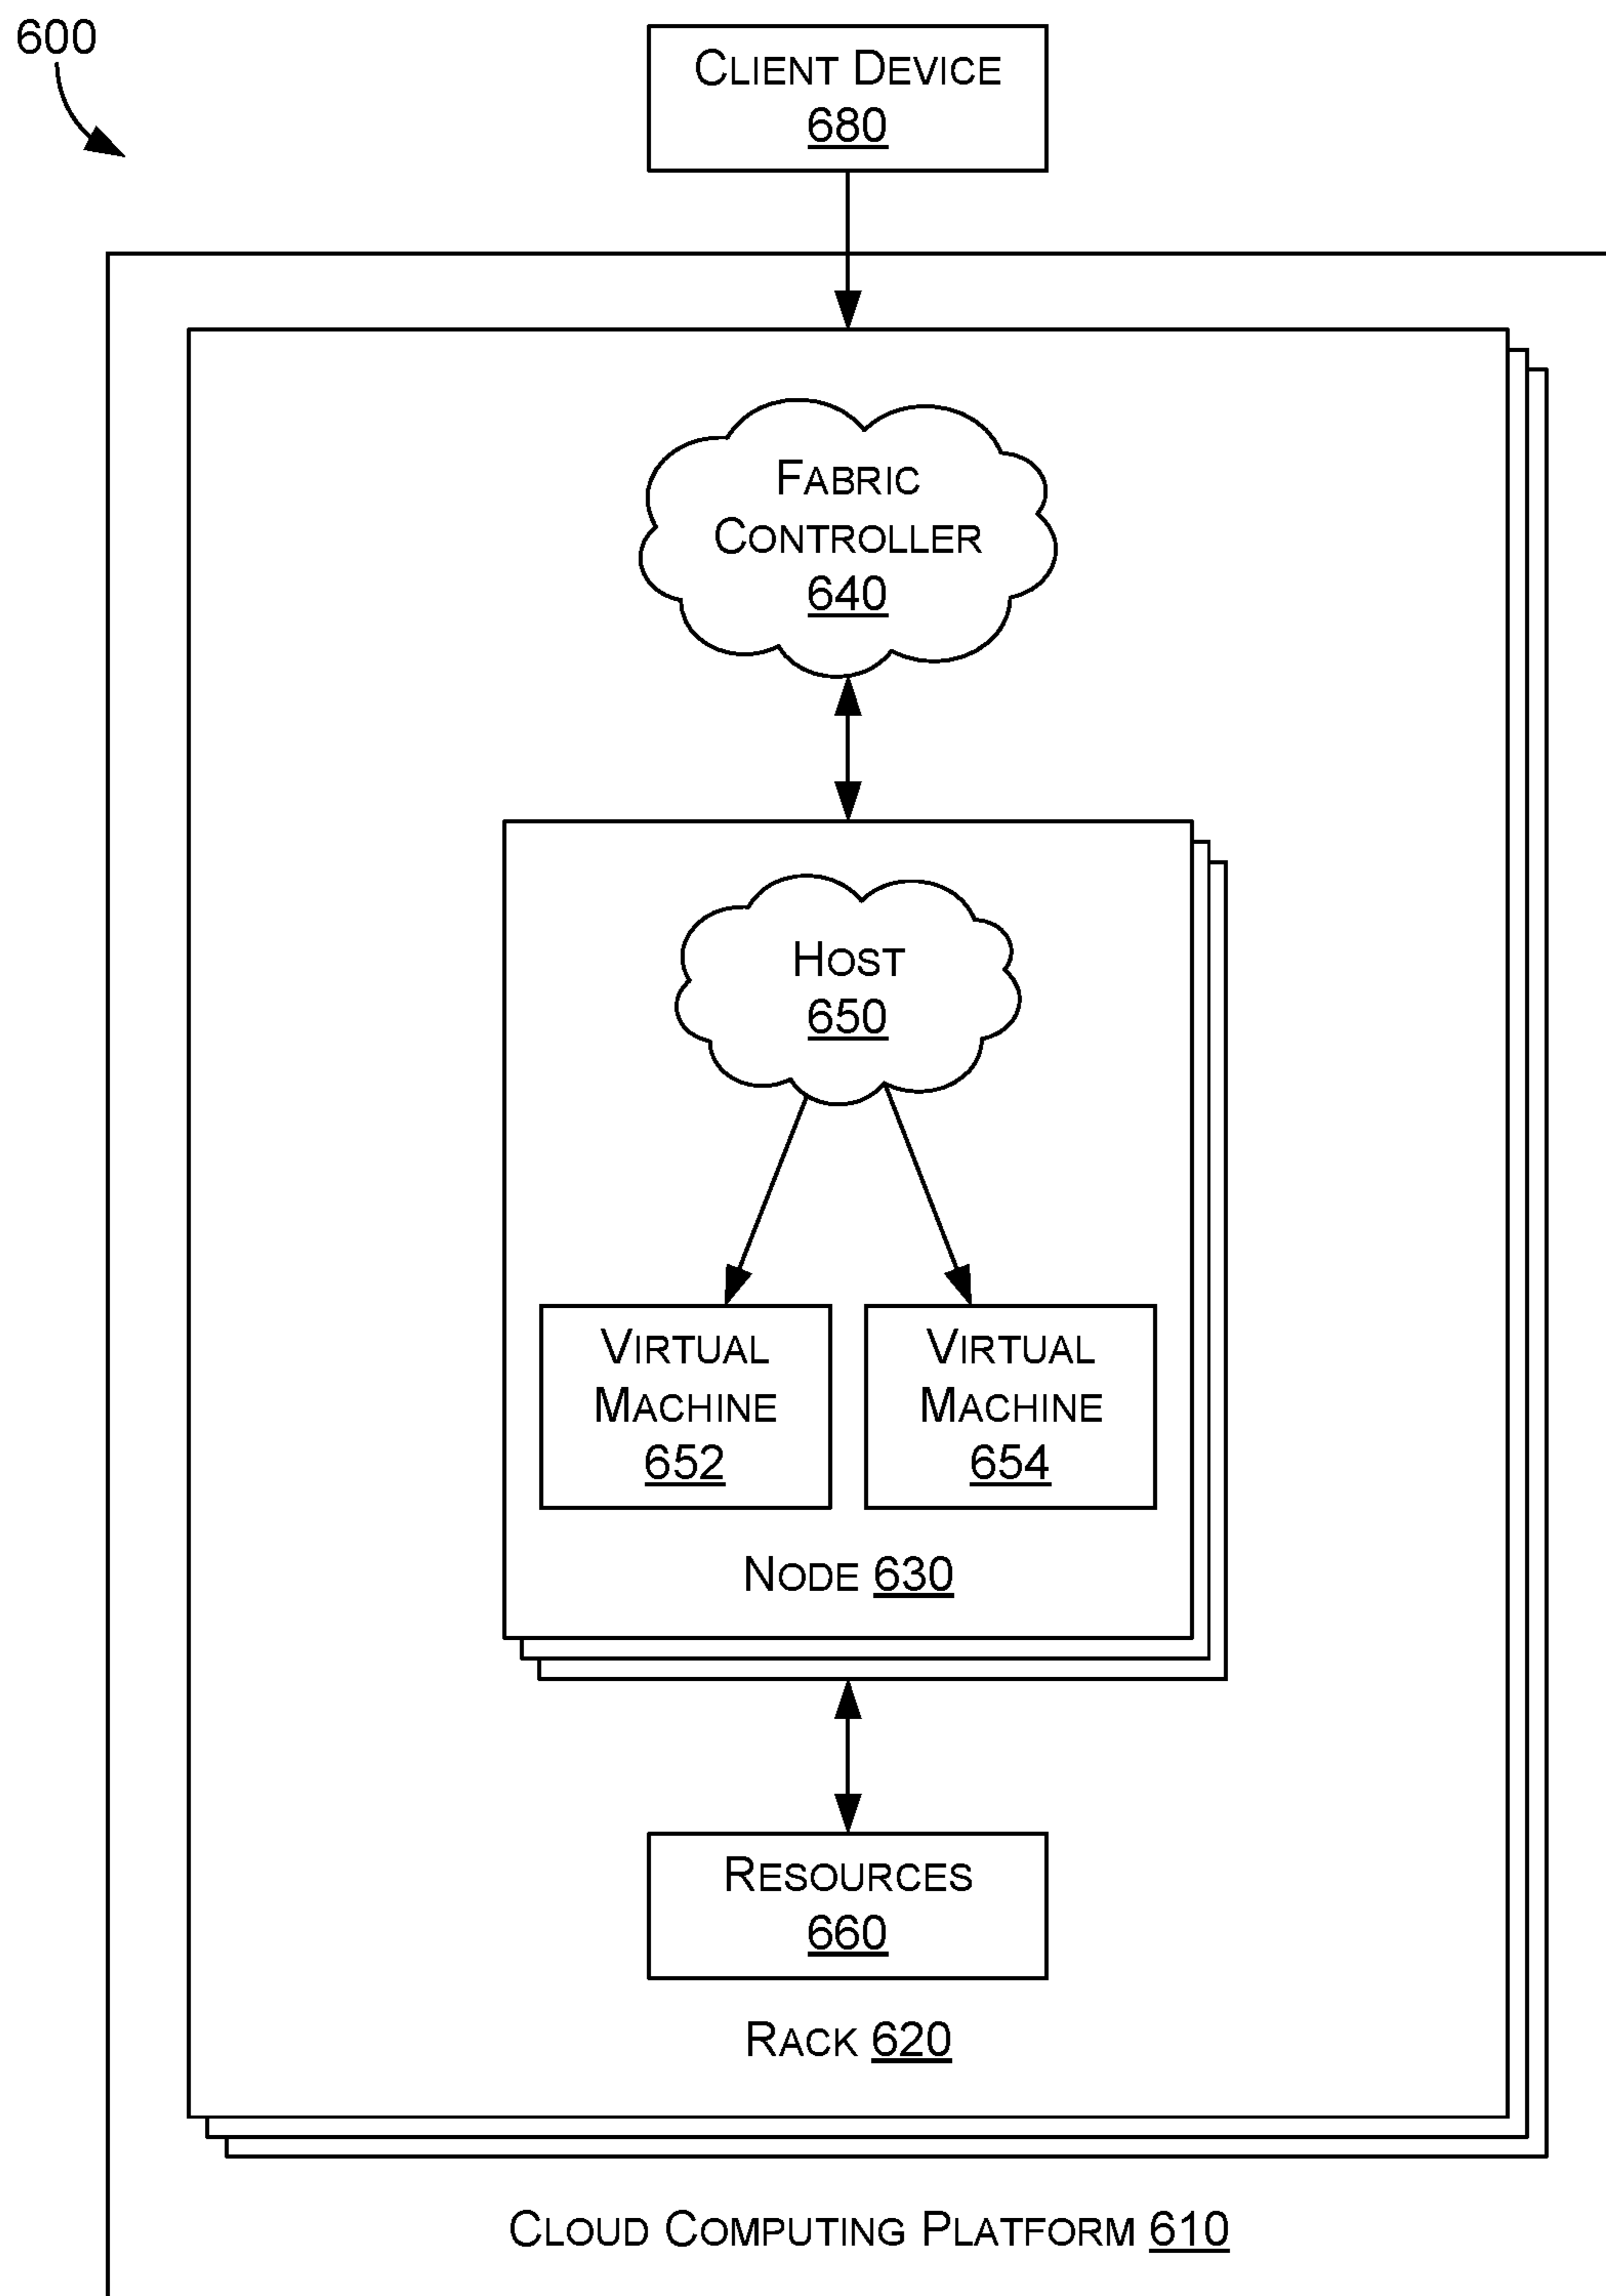 600
CLIENT DEVICE
680
FABRIC
CONTROLLER
640
HOST
650
VIRTUAL
MACHINE
652
VIRTUAL
MACHINE
654
NODE 630
RESOURCES
660
RACK 620
CLOUD COMPUTING PLATFORM 610